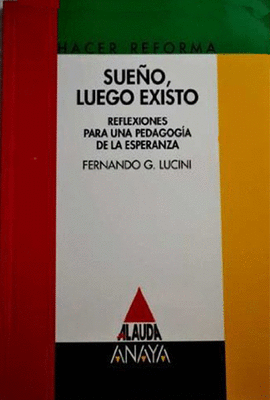 HACER REFORMA
SUEÑO,
LUEGO EXISTO
REFLEXIONES
PARA UNA PEDAGOGÍA
DE LA ESPERANZA
FERNANDO G. LUCINI
ALAUDA
ANAYA